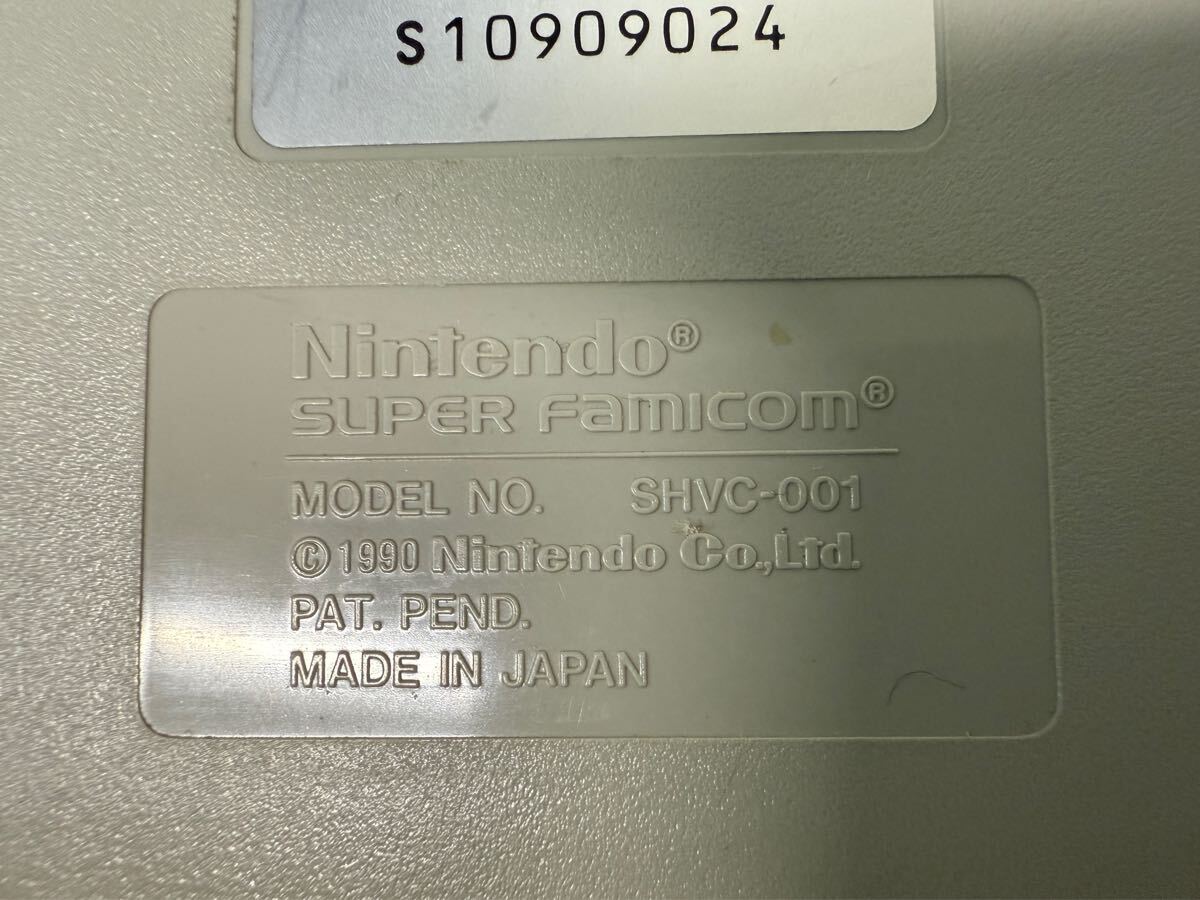 S10909024
Nintendo®
SUPER FAMICOM®
MODEL NO. SHVC-001
©1990 Nintendo Co.,Ltd.
PAT. PEND.
MADE IN JAPAN